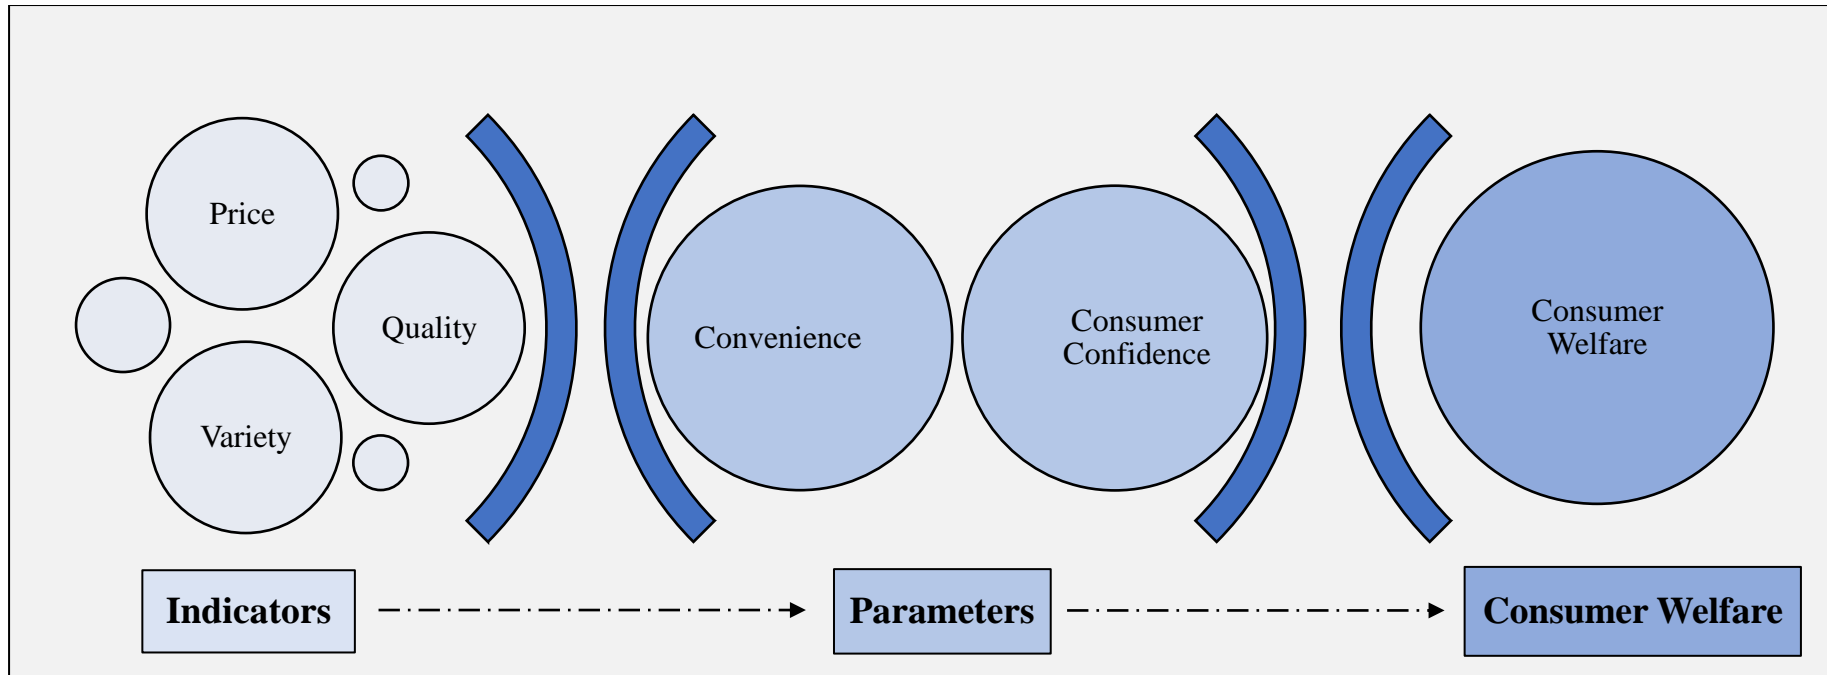 Price
Quality
Variety
Convenience
Consumer
Confidence
Consumer
Welfare
Indicators
Parameters
Consumer Welfare